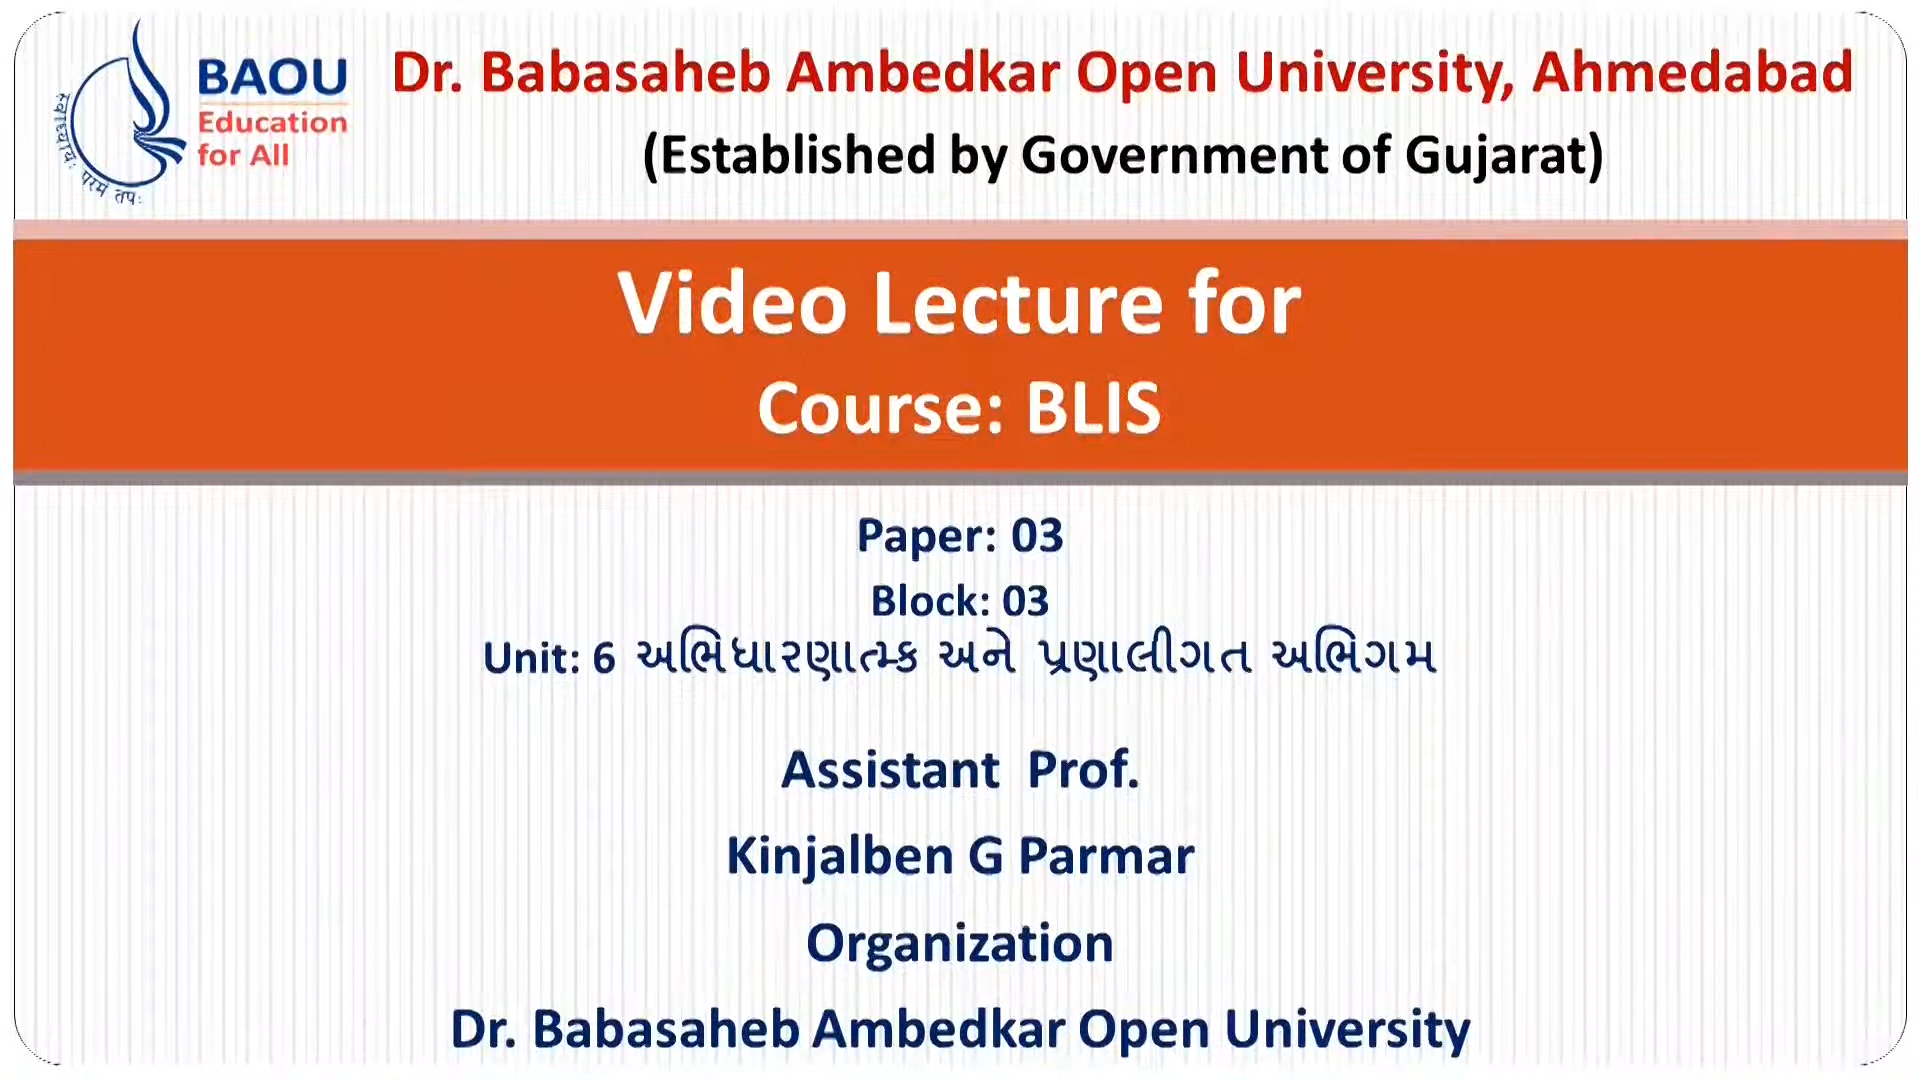 स्वाध्यायः परमं तपः
BAOU
Education
for All
Dr. Babasaheb Ambedkar Open University, Ahmedabad
(Established by Government of Gujarat)
Video Lecture for
Course: BLIS
Paper: 03
Block: 03
Unit: 6 અભિધારણાત્મ્ક અને પ્રણાલીગત અભિગમ
Assistant Prof.
Kinjalben G Parmar
Organization
Dr. Babasaheb Ambedkar Open University